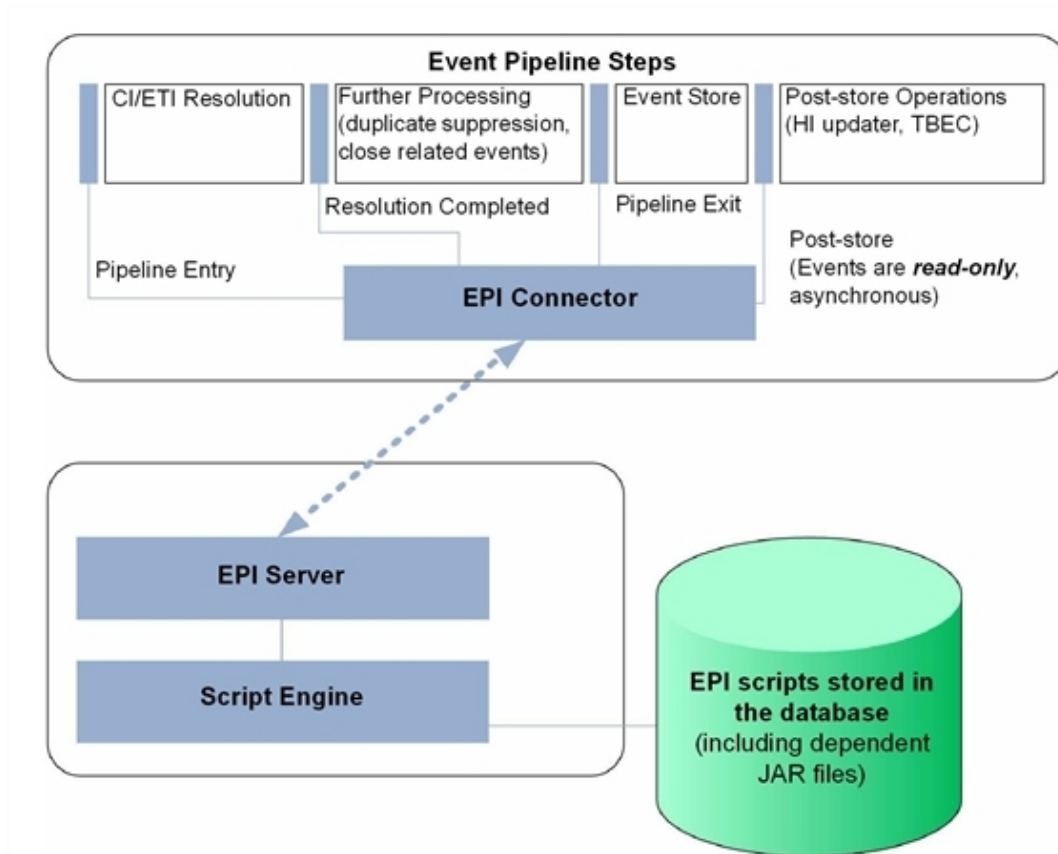 Event Pipeline Steps
CI/ETI Resolution
Further Processing
(duplicate suppression,
close related events)
Event Store
Post-store Operations
(HI updater, TBEC)
Resolution Completed
Pipeline Exit
Pipeline Entry
Post-store
(Events are read-only,
asynchronous)
EPI Connector
EPI Server
Script Engine
EPI scripts stored in
the database
(including dependent
JAR files)